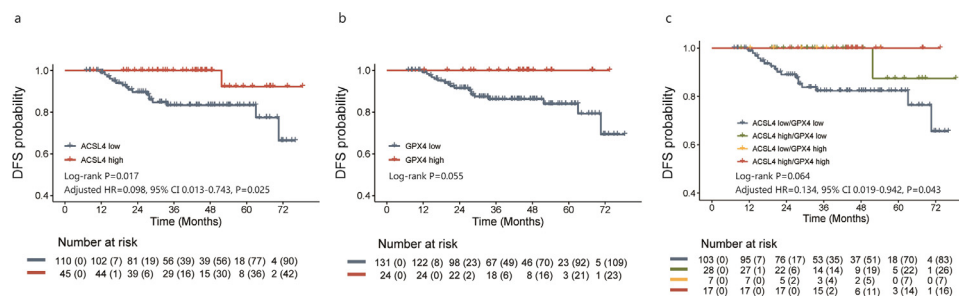 a
1.0
0.8
0.6
0.4
DFS probability
ACSL4 low
ACSL4 high
Log-rank P=0.017
Adjusted HR=0.098, 95% CI 0.013-0.743, P=0.025
0 12 24 36 48 60 72
Time (Months)
Number at risk
110 (0) 102 (7) 81 (19) 56 (39) 39 (56) 18 (77) 4 (90)
45 (0) 44 (1) 39 (6) 29 (16) 15 (30) 8 (36) 2 (42)
b
1.0
0.8
0.6
0.4
DFS probability
GPX4 low
GPX4 high
Log-rank P=0.055
0 12 24 36 48 60 72
Time (Months)
Number at risk
131 (0) 122 (8) 98 (23) 67 (49) 46 (70) 23 (92) 5 (109)
24 (0) 24 (0) 22 (2) 18 (6) 8 (16) 3 (21) 1 (23)
c
1.0
0.8
0.6
0.4
DFS probability
ACSL4 low/GPX4 low
ACSL4 high/GPX4 low
ACSL4 low/GPX4 high
ACSL4 high/GPX4 high
Log-rank P=0.064
Adjusted HR=0.134, 95% CI 0.019-0.942, P=0.043
0 12 24 36 48 60 72
Time (Months)
Number at risk
103 (0) 95 (7) 76 (17) 53 (35) 37 (51) 18 (70) 4 (83)
28 (0) 27 (1) 22 (6) 14 (14) 9 (19) 5 (22) 1 (26)
7 (0) 7 (0) 5 (2) 3 (4) 2 (5) 0 (7) 0 (7)
17 (0) 17 (0) 17 (0) 15 (2) 6 (11) 3 (14) 1 (16)